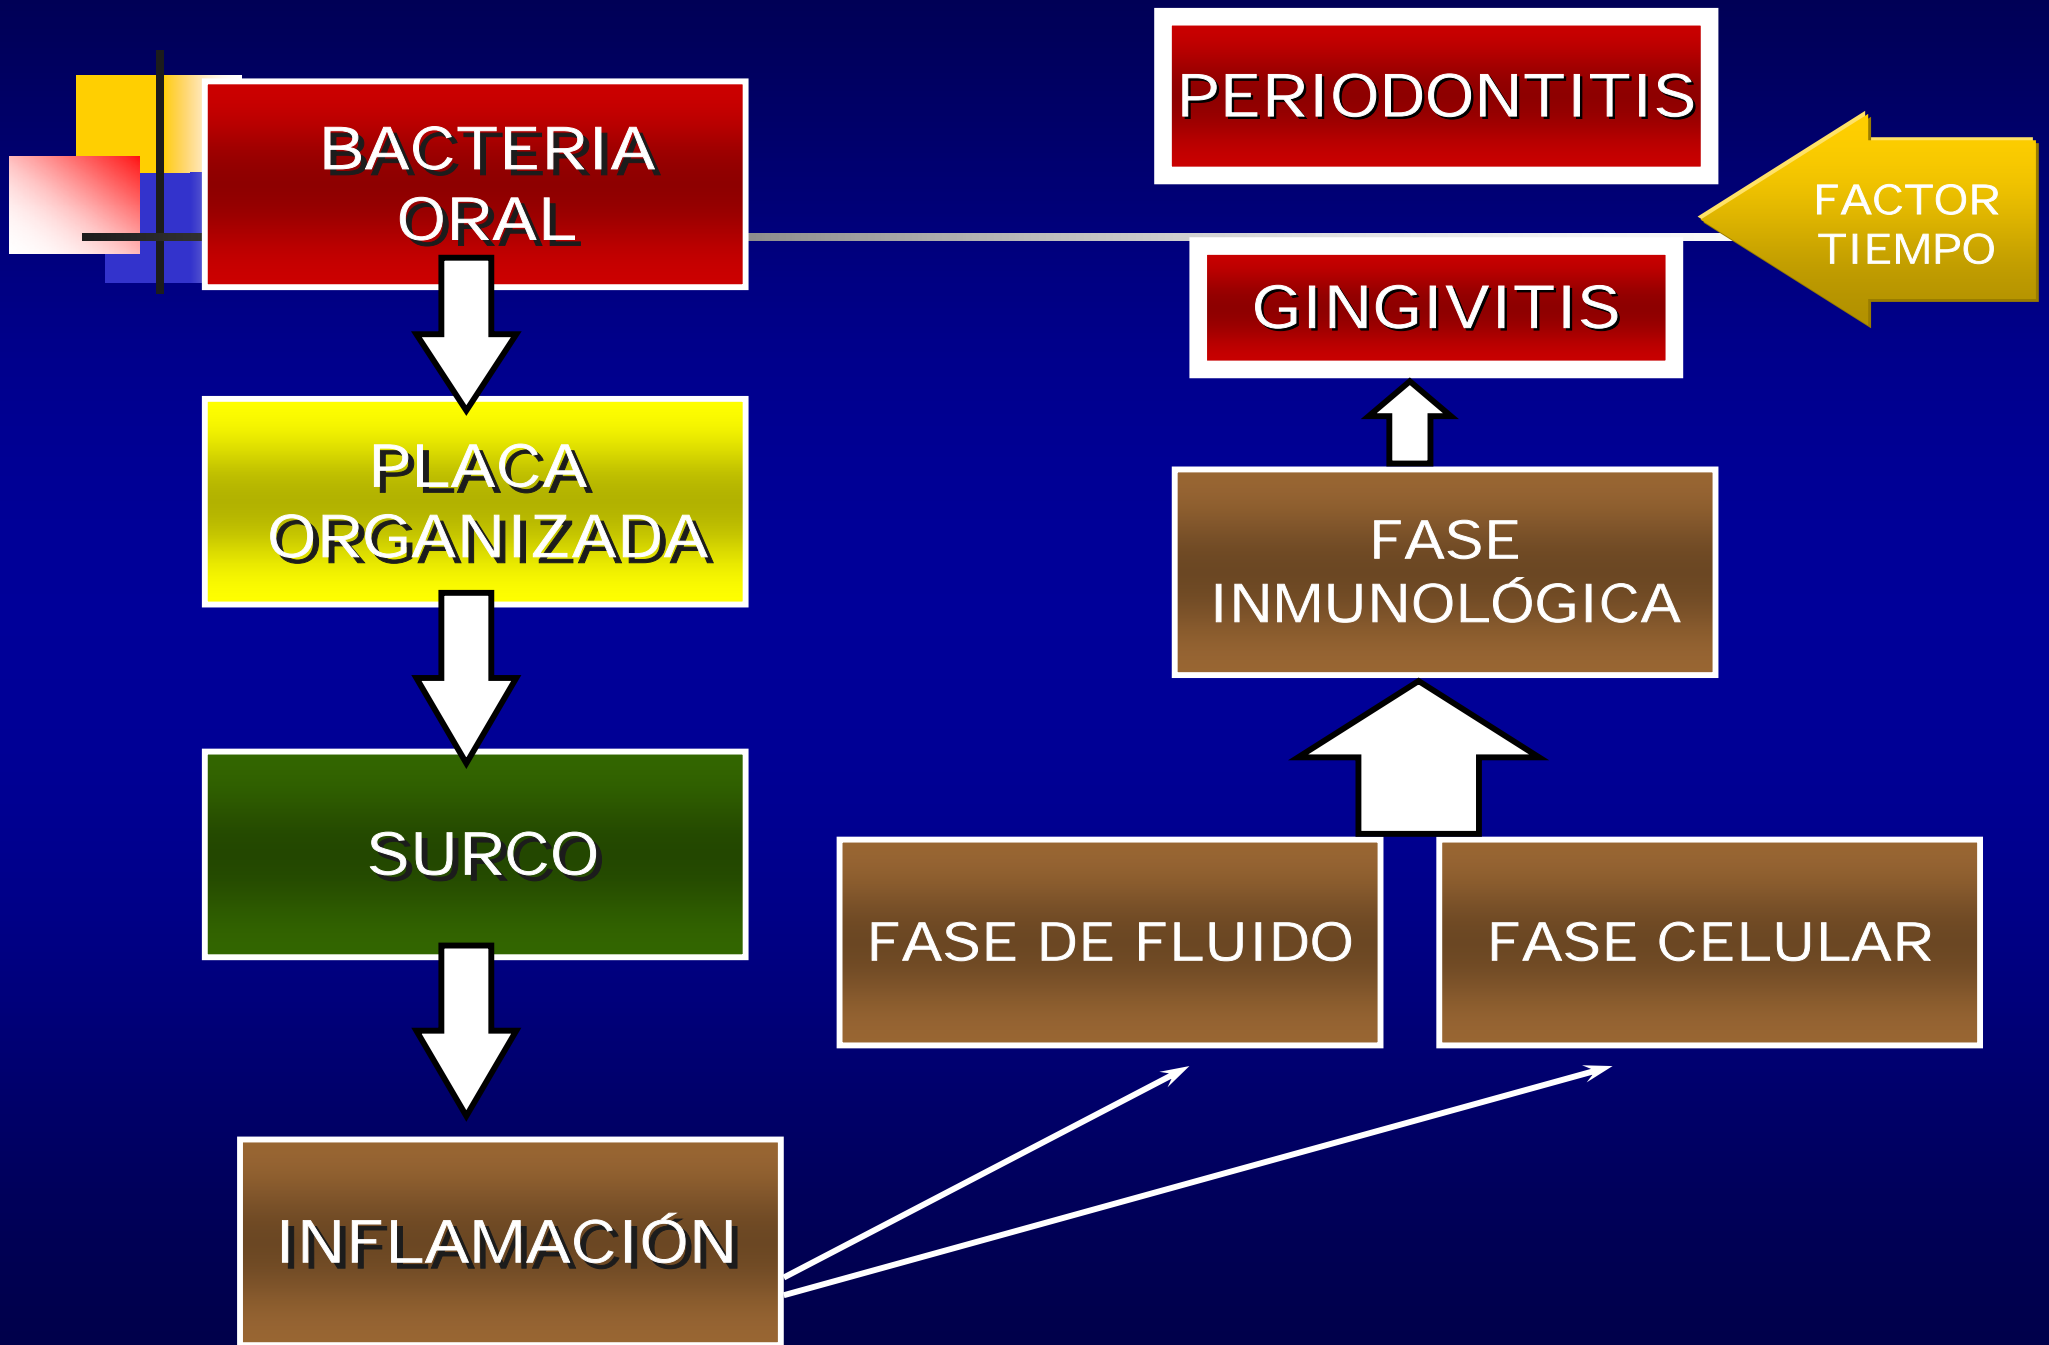 BACTERIA
ORAL
PLACA
ORGANIZADA
SURCO
INFLAMACIÓN
FASE DE FLUIDO
FASE CELULAR
FASE
INMUNOLÓGICA
GINGIVITIS
PERIODONTITIS
FACTOR
TIEMPO